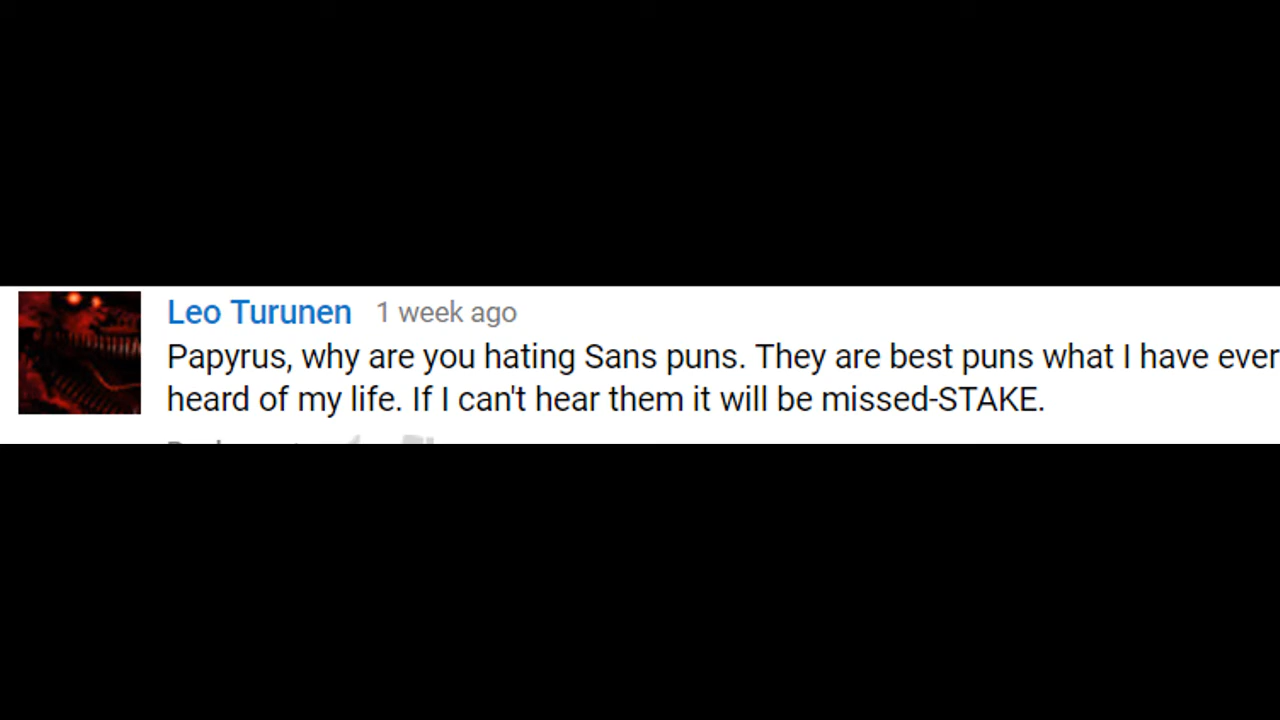 Leo Turunen 1 week ago
Papyrus, why are you hating Sans puns. They are best puns what I have ever
heard of my life. If I can't hear them it will be missed-STAKE.